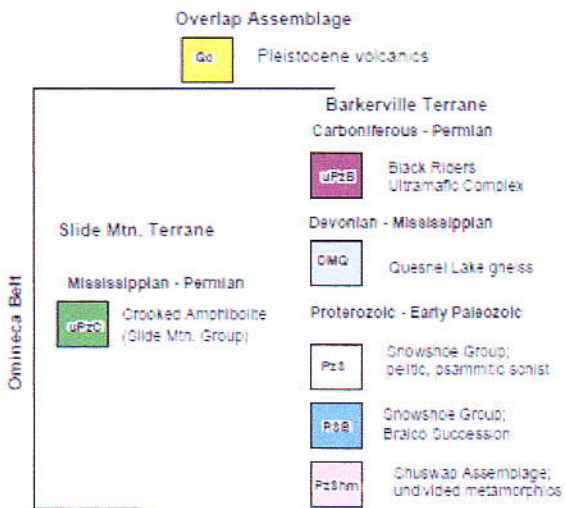 Overlap Assemblage
Qc Pleistocene volcanics
Barkerville Terrane
Carboniferous - Permian
uPzB Black Riders
Ultramafic Complex
Slide Mtn. Terrane
Devonian - Mississippian
DMQ Quesnel Lake gneiss
Mississippian - Permian
uPzC Crooked Amphibolite
(Slide Mtn. Group)
Proterozoic - Early Paleozoic
PzS Snowshoe Group;
pelitic, psammitic schist
PSB Snowshoe Group;
Bralco Succession
PzShm Shuswap Assemblage;
undivided metamorphics
Omineca Belt